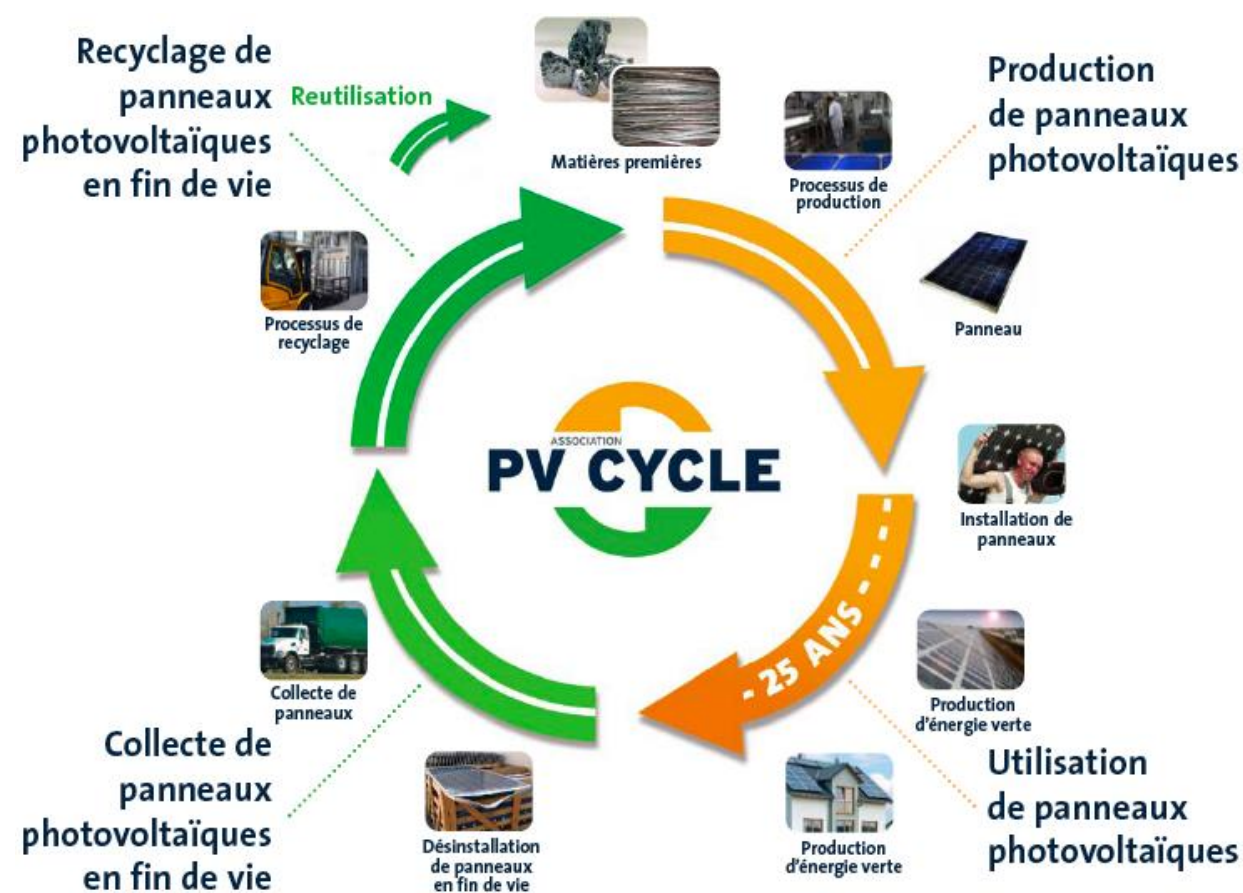 Recyclage de
panneaux
photovoltaïques
en fin de vie
Reutilisation
Matières premières
Processus de
production
Production
de panneaux
photovoltaïques
Panneau
Processus de
recyclage
ASSOCIATION
PV CYCLE
Installation de
panneaux
- 25 ANS -
Production
d'énergie verte
Utilisation
de panneaux
photovoltaïques
Production
d'énergie verte
Désinstallation
de panneaux
en fin de vie
Collecte de
panneaux
Collecte de
panneaux
photovoltaïques
en fin de vie